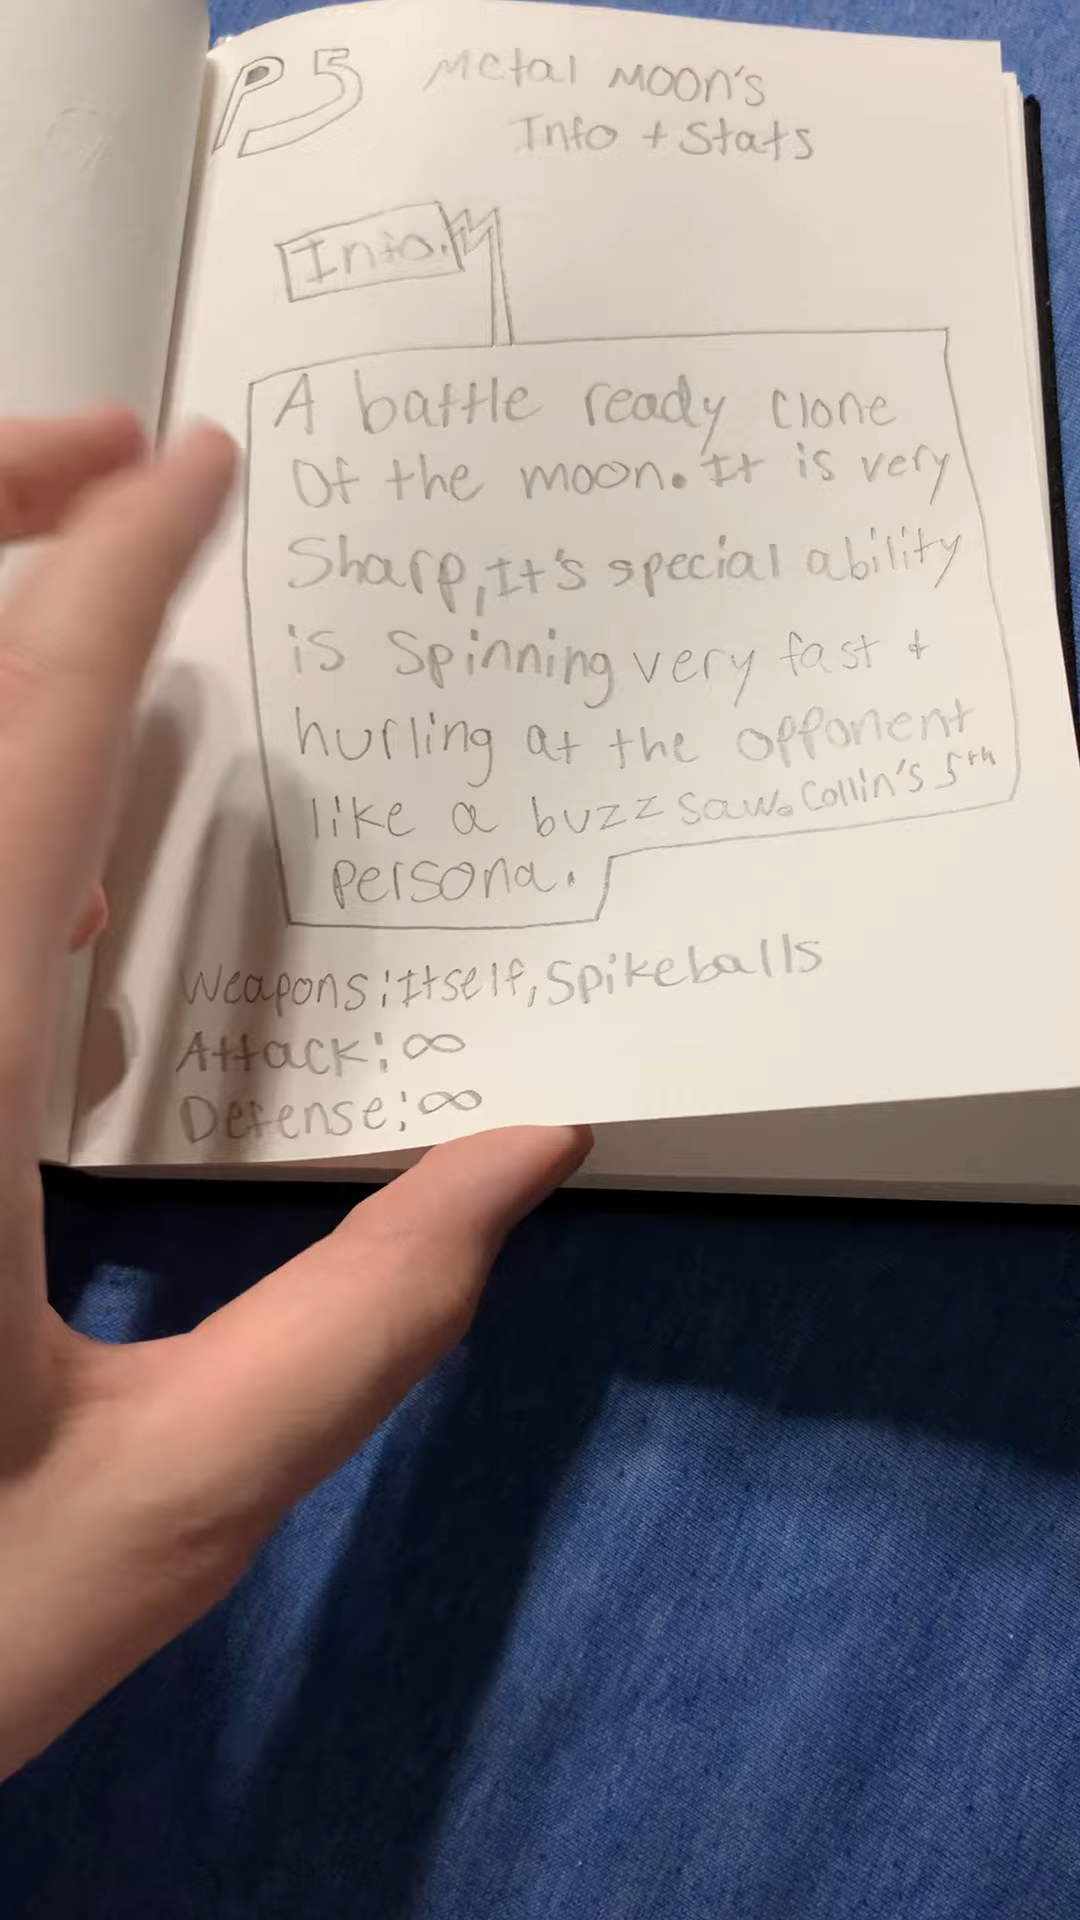 P5 Metal Moon's
Info + Stats
Info.
A battle ready clone
Of the moon. It is very
Sharp, It's special ability
is Spinning very fast +
hurling at the opponent
like a buzz saw. Collin's 5th
persona.
Weapons: Itself, Spikeballs
Attack: ∞
Defense: ∞